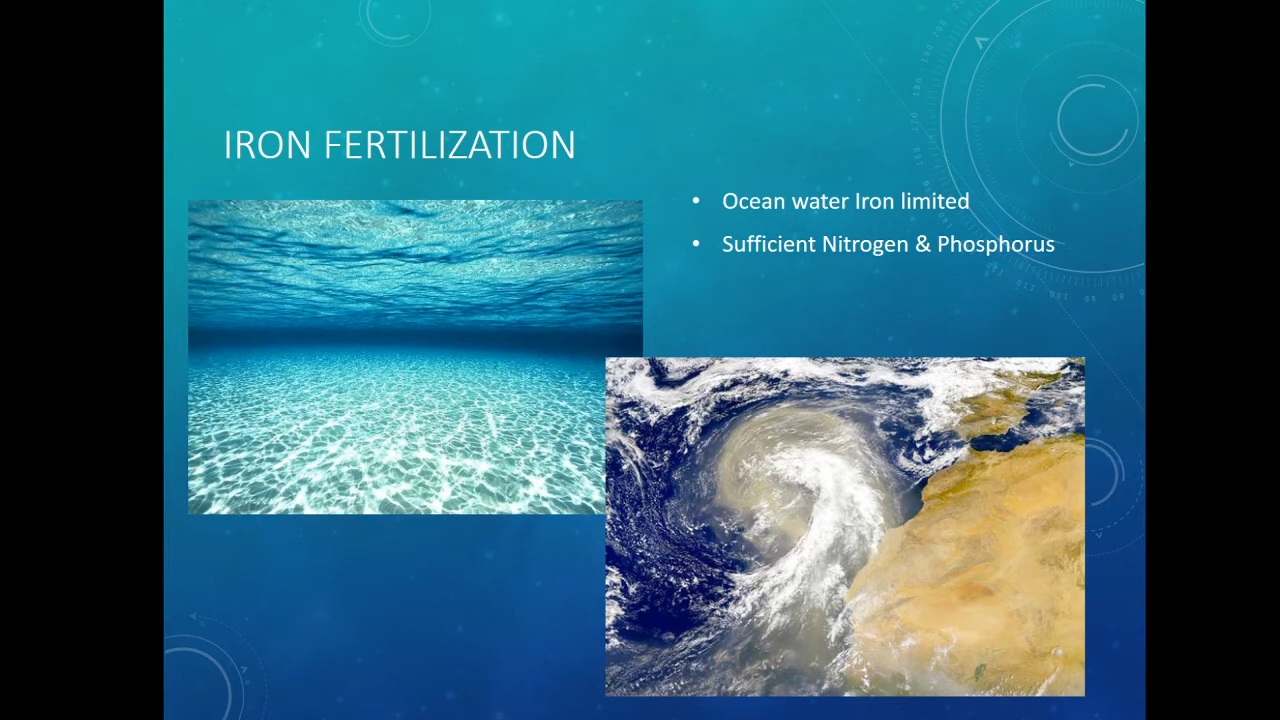 IRON FERTILIZATION
• Ocean water Iron limited
• Sufficient Nitrogen & Phosphorus